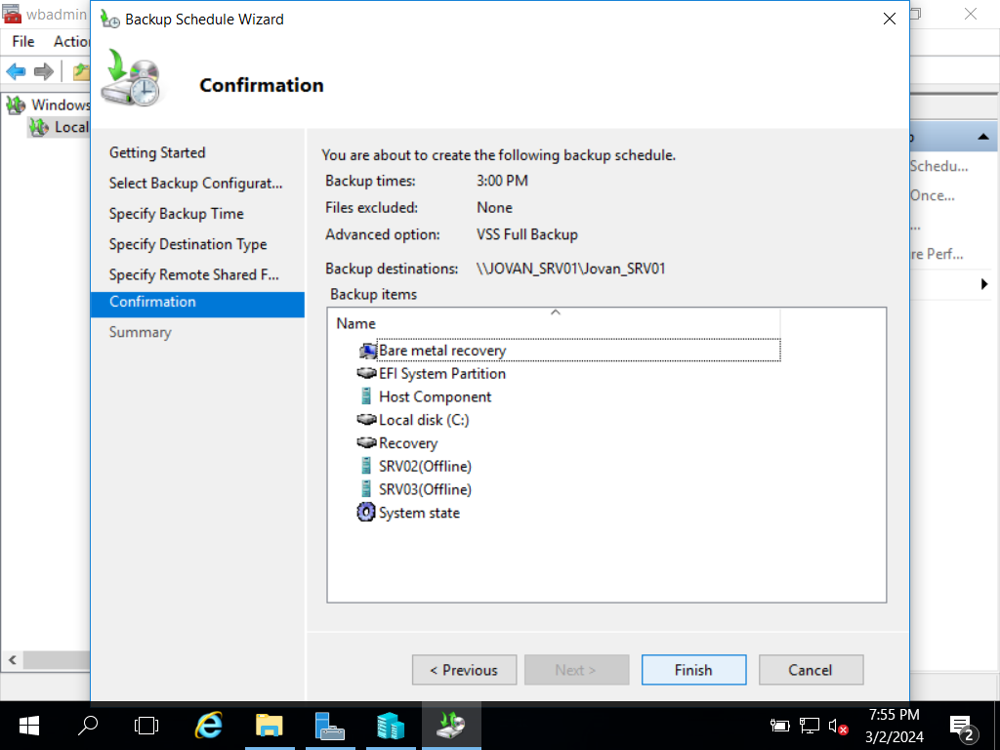 wbadmin
Backup Schedule Wizard
File
Confirmation
Windows
Local
Getting Started
Select Backup Configurat...
Specify Backup Time
Specify Destination Type
Specify Remote Shared F...
Confirmation
Summary
You are about to create the following backup schedule.
Backup times: 3:00 PM
Files excluded: None
Advanced option: VSS Full Backup
Backup destinations: \\JOVAN_SRV01\Jovan_SRV01
Backup items
Name
Bare metal recovery
EFI System Partition
Host Component
Local disk (C:)
Recovery
SRV02(Offline)
SRV03(Offline)
System state
Schedu...
Once...
...
re Perf...
< Previous
Next >
Finish
Cancel
7:55 PM
3/2/2024
2